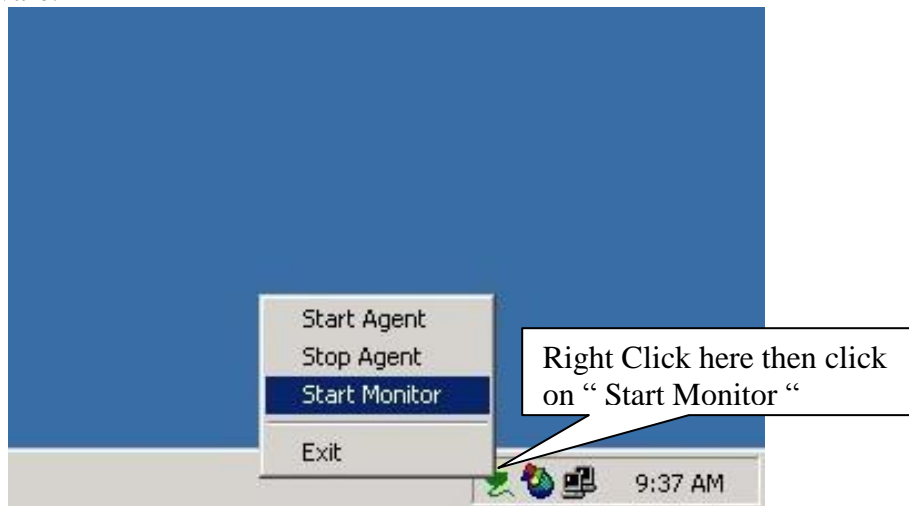 Start Agent
Stop Agent
Start Monitor
Exit
Right Click here then click
on “ Start Monitor “
9:37 AM